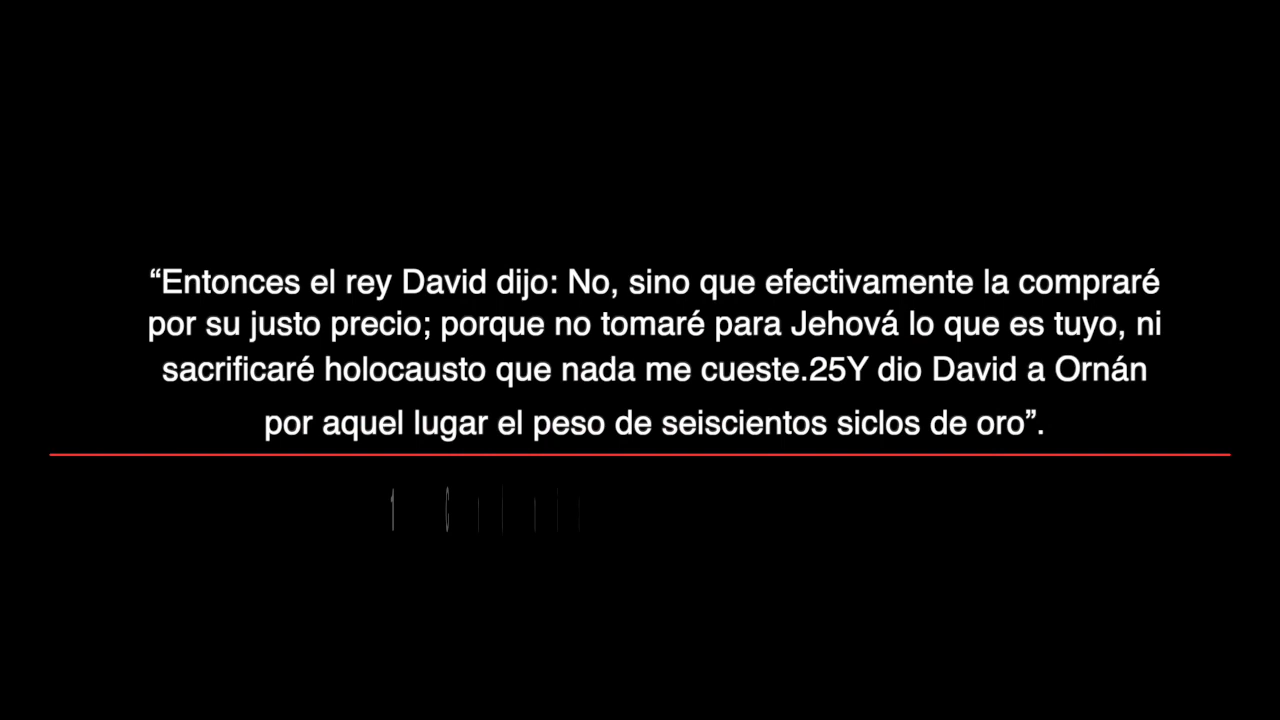 “Entonces el rey David dijo: No, sino que efectivamente la compraré
por su justo precio; porque no tomaré para Jehová lo que es tuyo, ni
sacrificaré holocausto que nada me cueste.25Y dio David a Ornán
por aquel lugar el peso de seiscientos siclos de oro”.